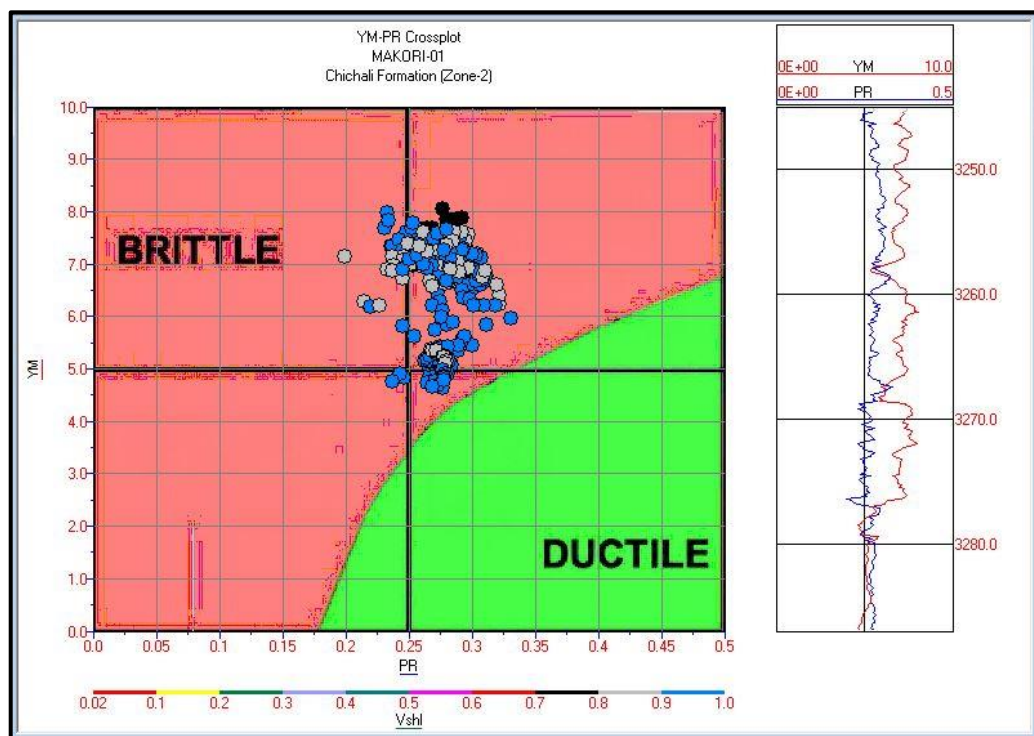 YM-PR Crossplot
MAKORI-01
Chichali Formation (Zone-2)
0E+00 YM 10.0
0E+00 PR 0.5
10.0
9.0
8.0
7.0
6.0
5.0
4.0
3.0
2.0
1.0
0.0
YM
BRITTLE
DUCTILE
0.0 0.05 0.1 0.15 0.2 0.25 0.3 0.35 0.4 0.45 0.5
PR
0.02 0.1 0.2 0.3 0.4 0.5 0.6 0.7 0.8 0.9 1.0
Vshl
3250.0
3260.0
3270.0
3280.0